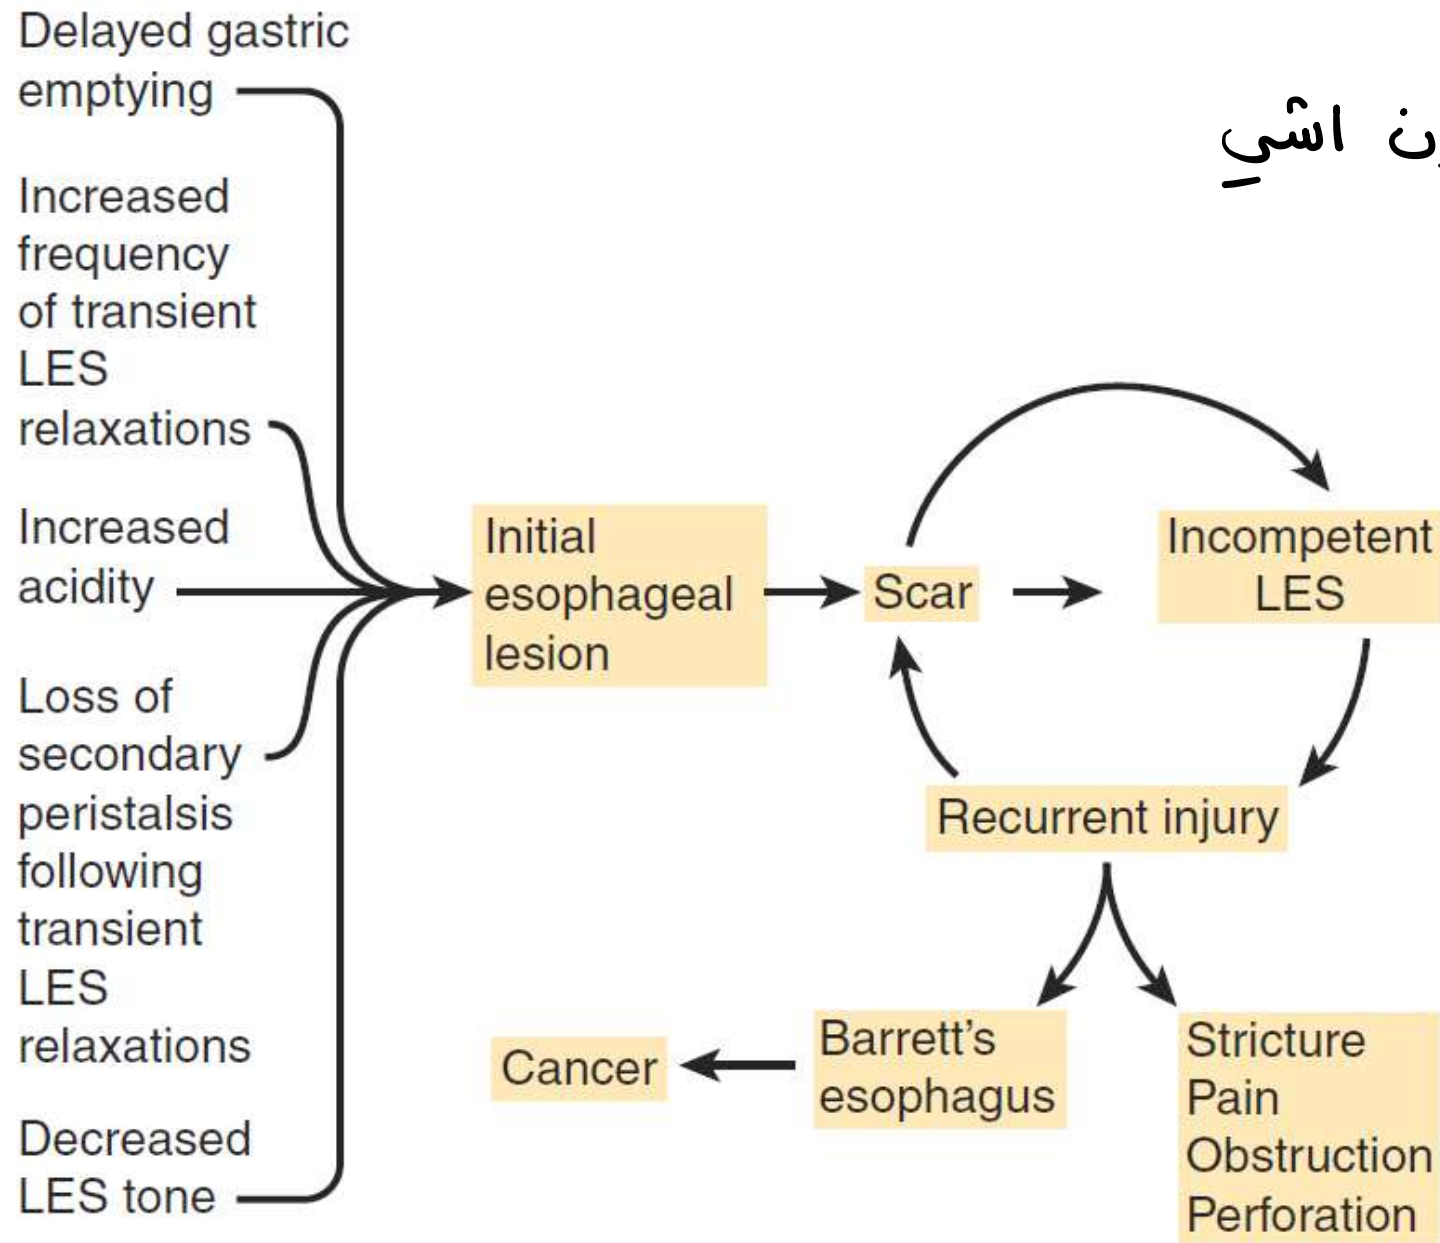 Delayed gastric
emptying
Increased
frequency
of transient
LES
relaxations
Increased
acidity
Loss of
secondary
peristalsis
following
transient
LES
relaxations
Decreased
LES tone
اشي
Initial
esophageal
lesion
Scar
Incompetent
LES
Recurrent injury
Barrett’s
esophagus
Cancer
Stricture
Pain
Obstruction
Perforation